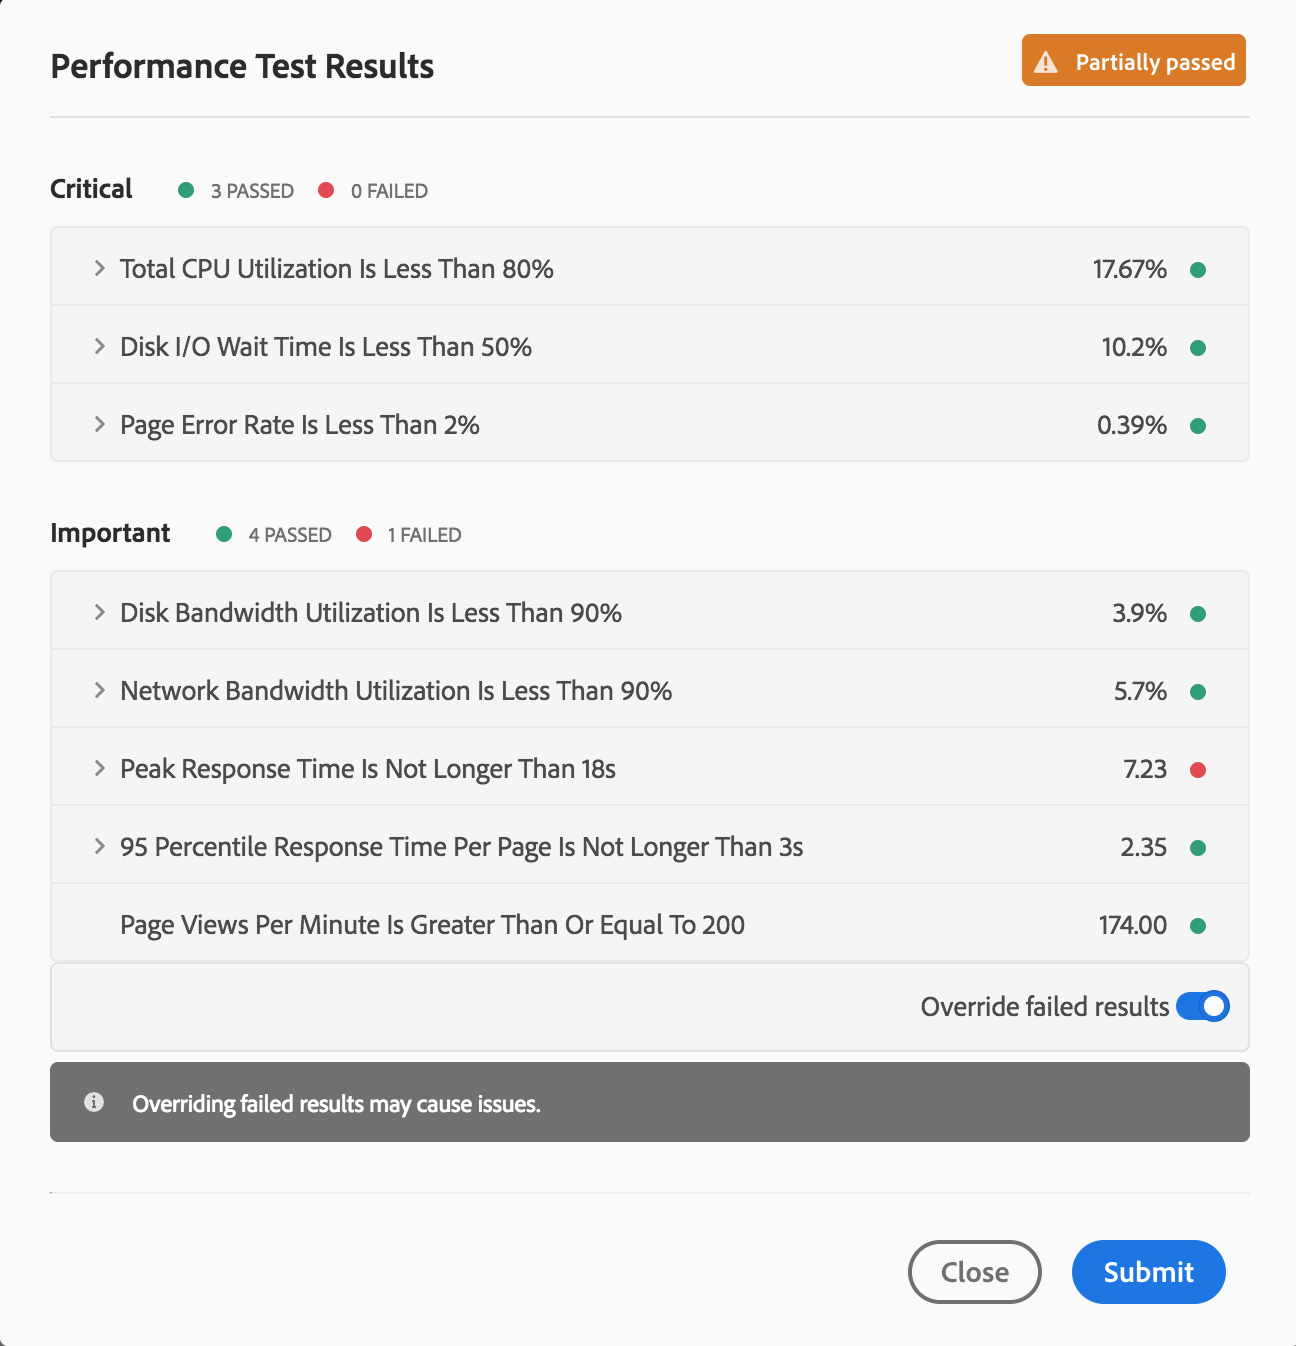 Performance Test Results
Partially passed
Critical 3 PASSED 0 FAILED
Total CPU Utilization Is Less Than 80% 17.67%
Disk I/O Wait Time Is Less Than 50% 10.2%
Page Error Rate Is Less Than 2% 0.39%
Important 4 PASSED 1 FAILED
Disk Bandwidth Utilization Is Less Than 90% 3.9%
Network Bandwidth Utilization Is Less Than 90% 5.7%
Peak Response Time Is Not Longer Than 18s 7.23
95 Percentile Response Time Per Page Is Not Longer Than 3s 2.35
Page Views Per Minute Is Greater Than Or Equal To 200 174.00
Override failed results
Overriding failed results may cause issues.
Close Submit